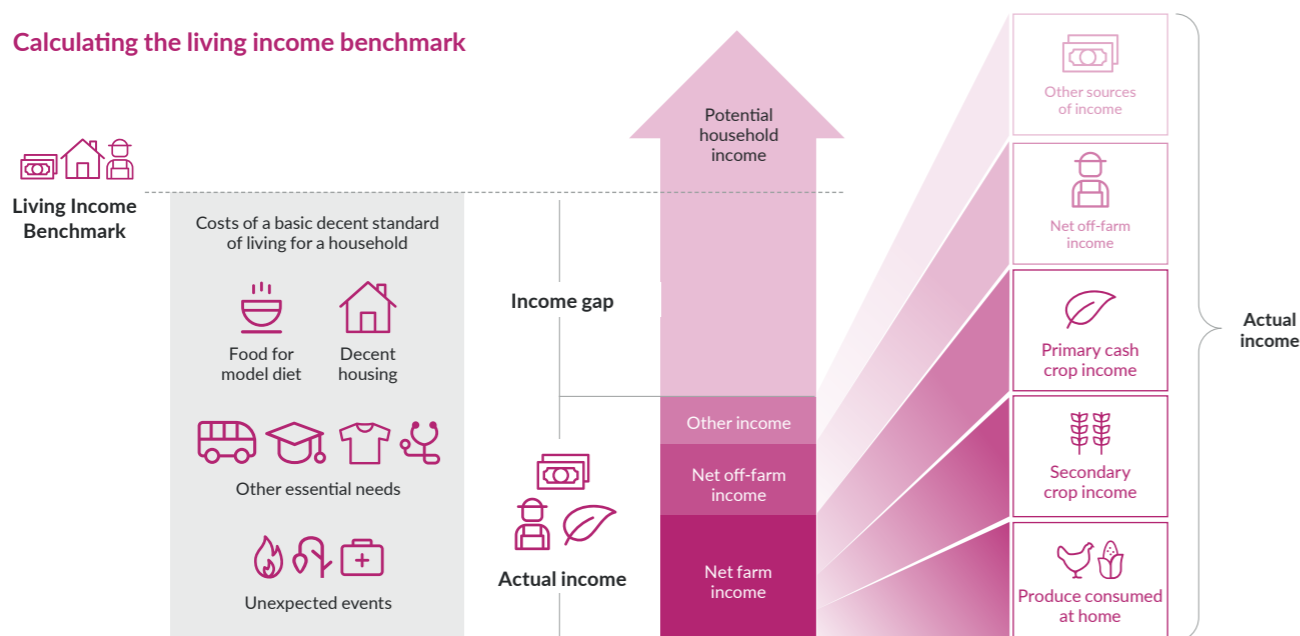 Calculating the living income benchmark
Living Income
Benchmark
Costs of a basic decent standard
of living for a household
Food for
model diet
Decent
housing
Other essential needs
Unexpected events
Income gap
Actual income
Potential
household
income
Other income
Net off-farm
income
Net farm
income
Other sources
of income
Net off-farm
income
Primary cash
crop income
Secondary
crop income
Produce consumed
at home
Actual
income